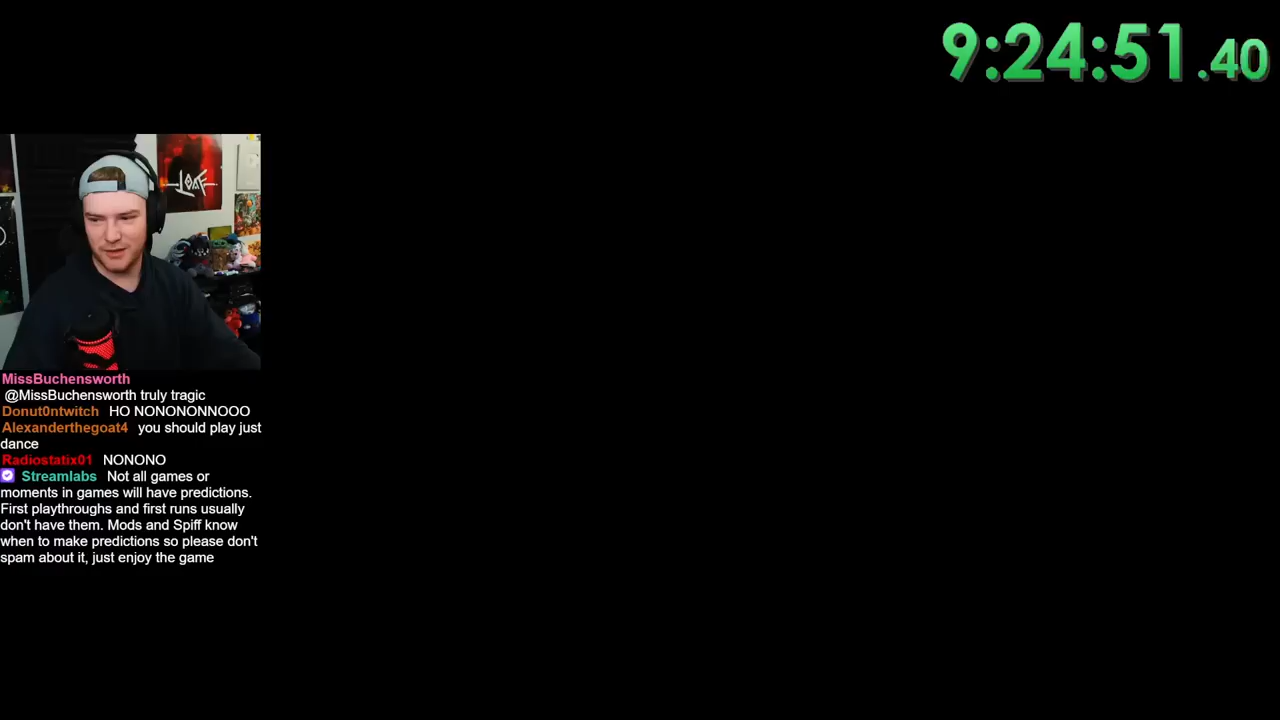 9:24:51.40
LOAF
MissBuchensworth
@MissBuchensworth truly tragic
Donut0ntwitch HO NONONONNOOO
Alexanderthegoat4 you should play just
dance
Radiostatix01 NONONO
Streamlabs Not all games or
moments in games will have predictions.
First playthroughs and first runs usually
don't have them. Mods and Spiff know
when to make predictions so please don't
spam about it, just enjoy the game